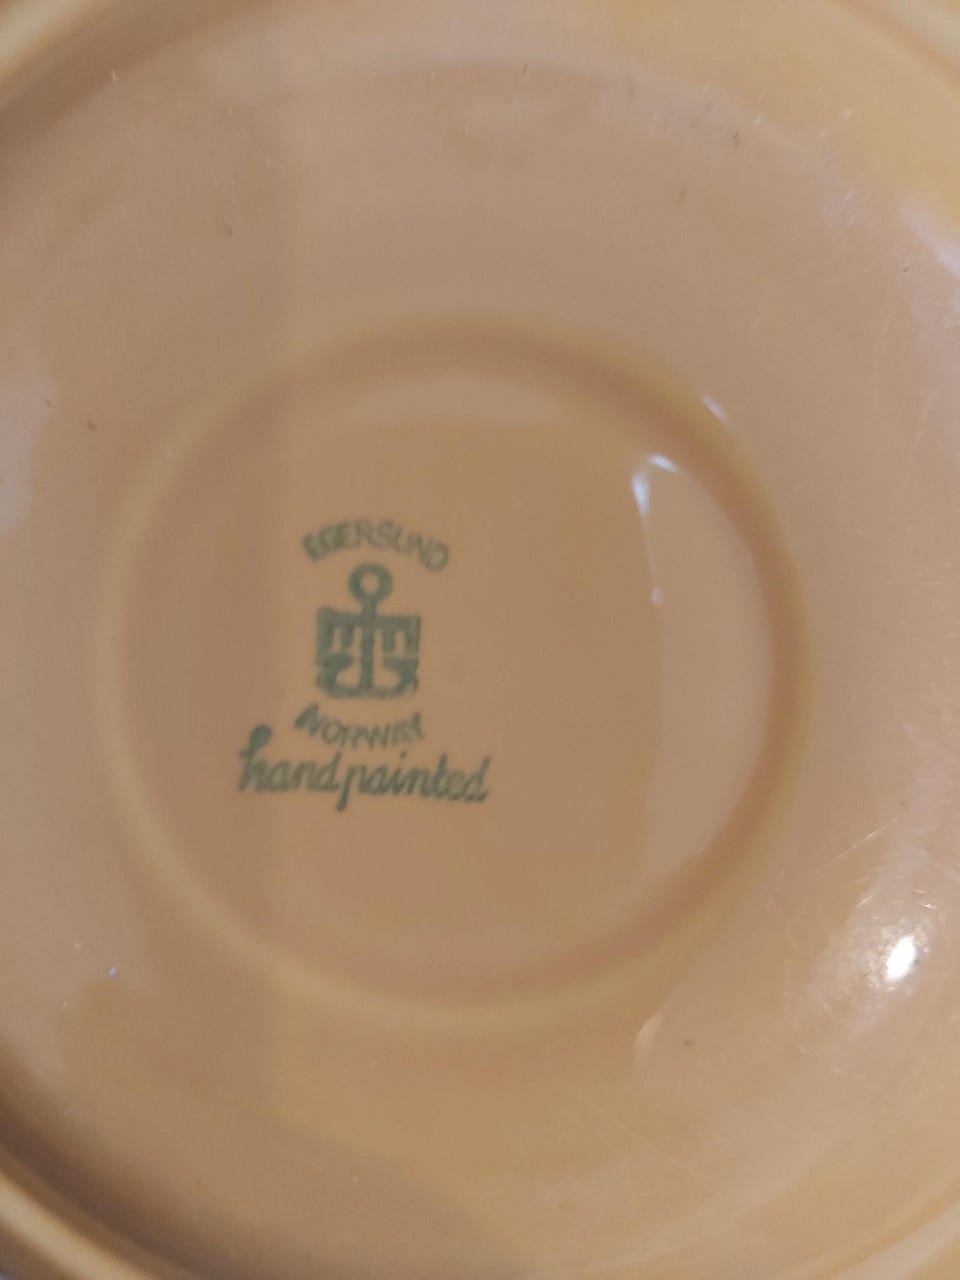 EGERSUND
NORWAY
hand painted